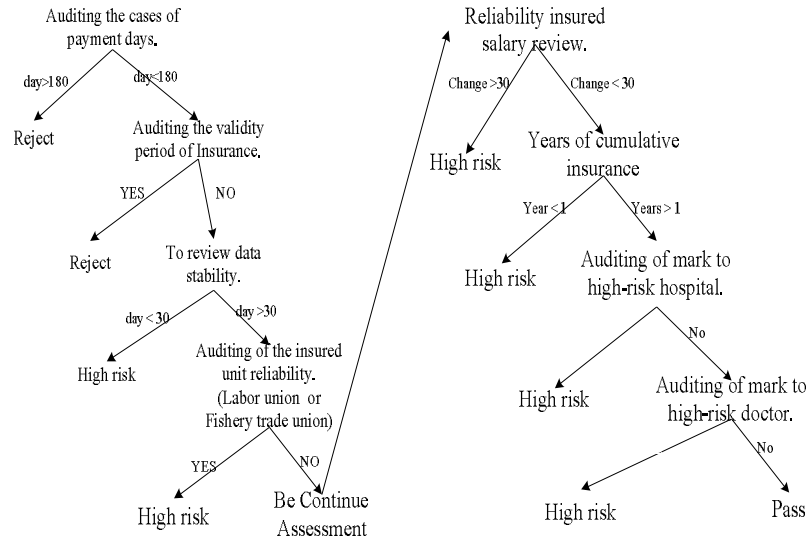 Auditing the cases of
payment days.
day>180
day<180
Reject
Auditing the validity
period of Insurance.
YES
NO
Reject
To review data
stability.
day < 30
day >30
High risk
Auditing of the insured
unit reliability.
(Labor union or
Fishery trade union)
YES
NO
High risk
Be Continue
Assessment
Reliability insured
salary review.
Change >30
Change < 30
High risk
Years of cumulative
insurance
Year <1
Years> 1
High risk
Auditing of mark to
high-risk hospital.
No
High risk
Auditing of mark to
high-risk doctor.
No
High risk
Pass